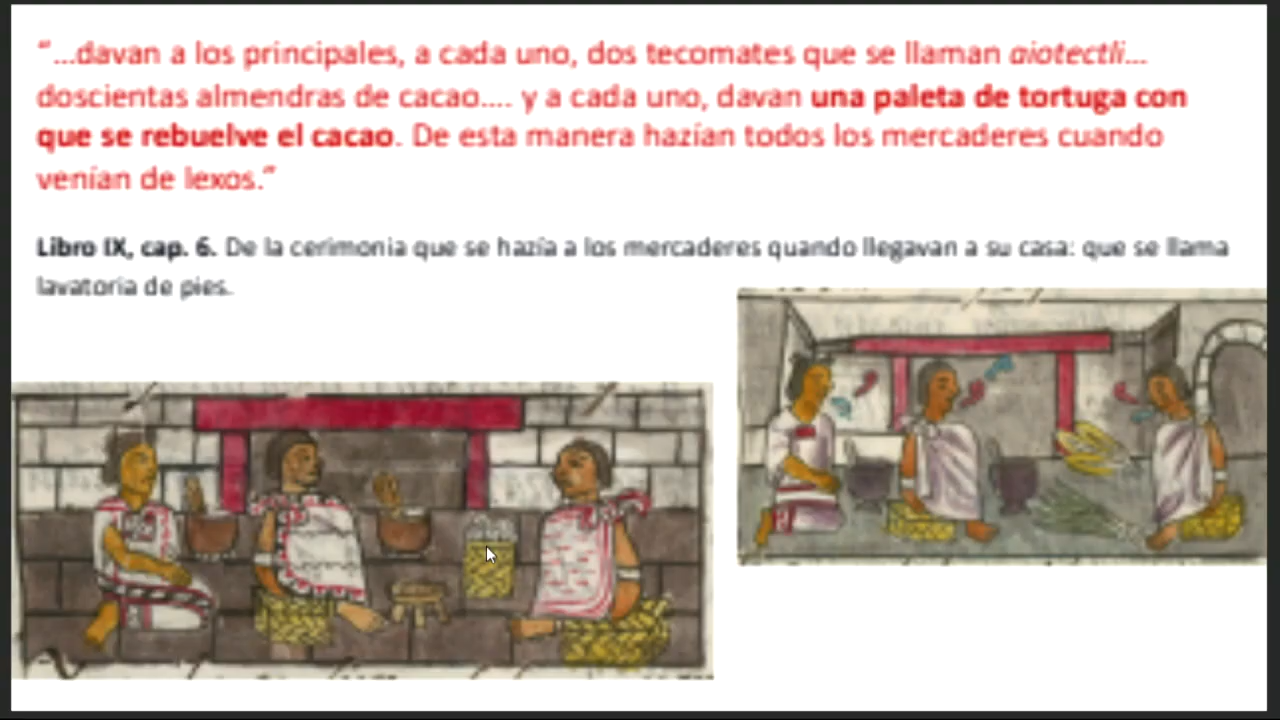 “...davan a los principales, a cada uno, dos tecomates que se llaman aiotectli...
doscientas almendras de cacao.... y a cada uno, davan una paleta de tortuga con
que se rebuelve el cacao. De esta manera hazían todos los mercaderes cuando
venían de lexos.”
Libro IX, cap. 6. De la cerimonia que se hazía a los mercaderes quando llegavan a su casa: que se llama
lavatoria de pies.